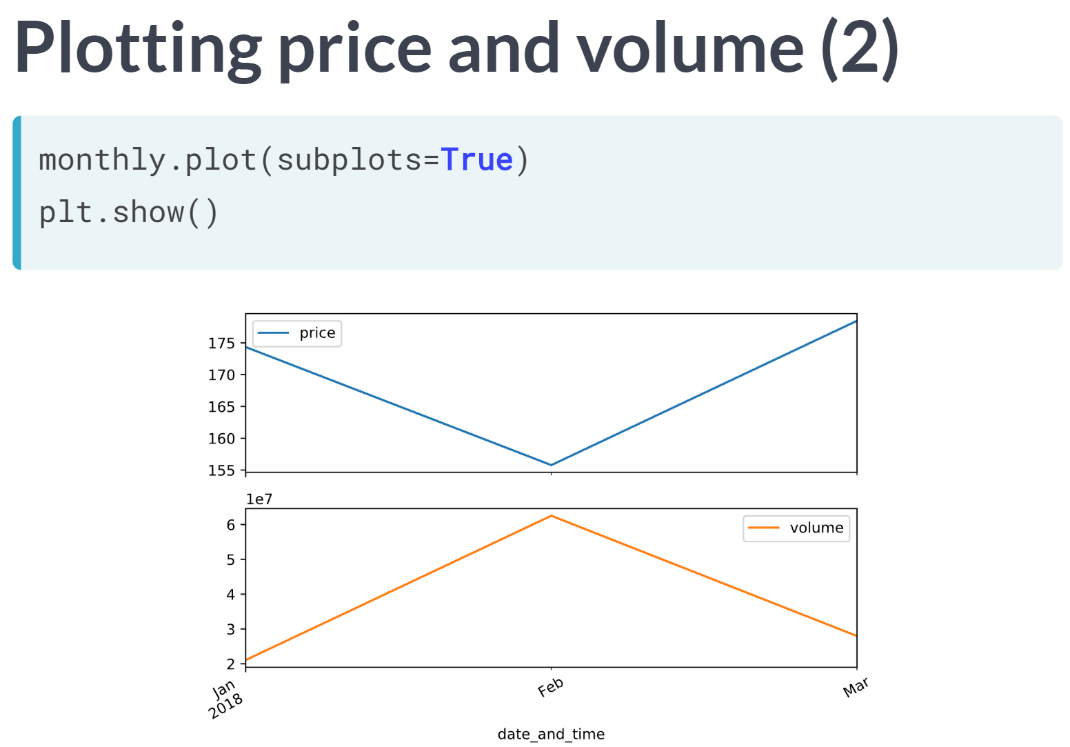 Plotting price and volume (2)
monthly.plot(subplots=True)
plt.show()
price
175
170
165
160
155
1e7
volume
6
5
4
3
2
Jan
2018
Feb
Mar
date_and_time